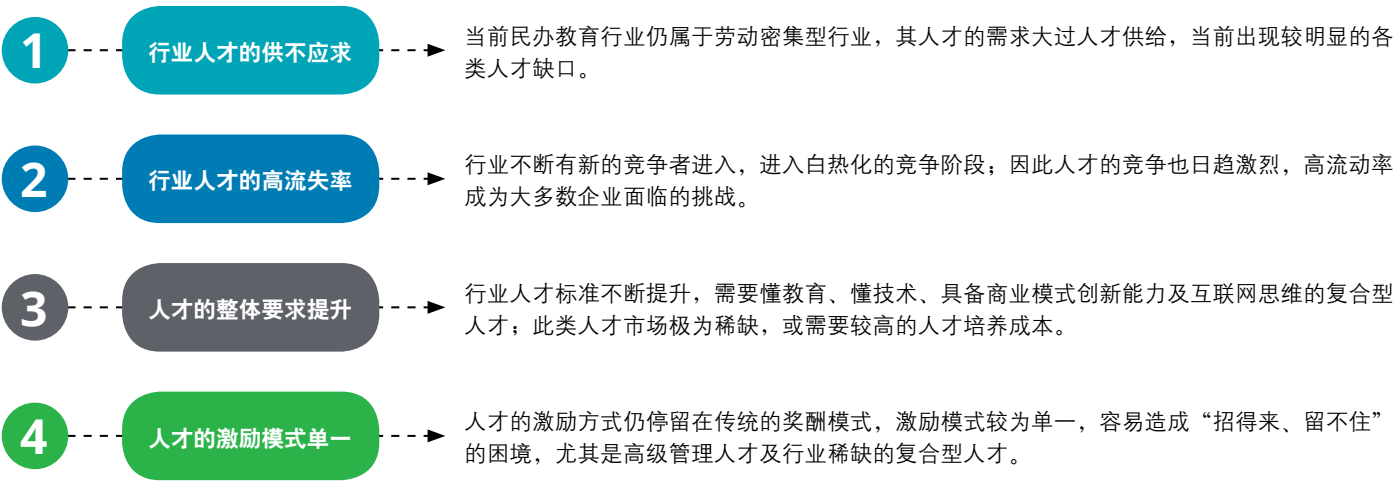 1
行业人才的供不应求
当前民办教育行业仍属于劳动密集型行业，其人才的需求大过人才供给，当前出现较明显的各
类人才缺口。
2
行业人才的高流失率
行业不断有新的竞争者进入，进入白热化的竞争阶段；因此人才的竞争也日趋激烈，高流动率
成为大多数企业面临的挑战。
3
人才的整体要求提升
行业人才标准不断提升，需要懂教育、懂技术、具备商业模式创新能力及互联网思维的复合型
人才；此类人才市场极为稀缺，或需要较高的人才培养成本。
4
人才的激励模式单一
人才的激励方式仍停留在传统的奖酬模式，激励模式较为单一，容易造成“招得来、留不住”
的困境，尤其是高级管理人才及行业稀缺的复合型人才。